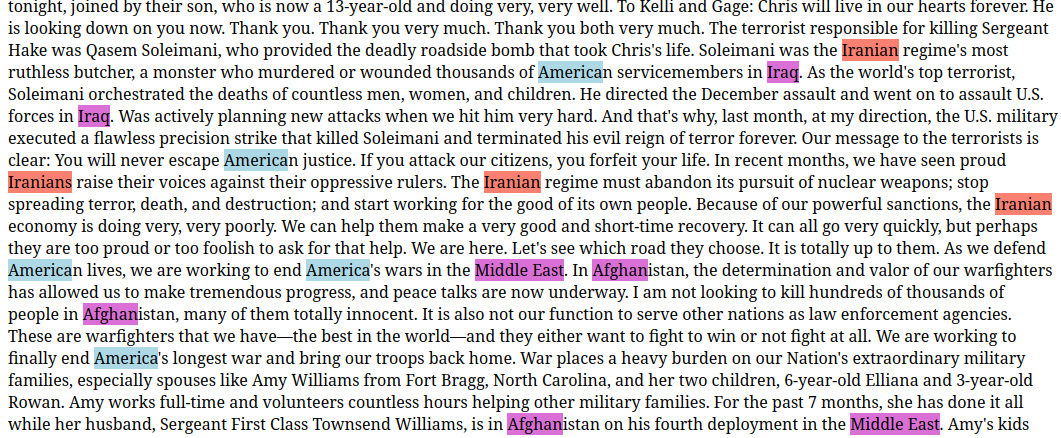 tonight, joined by their son, who is now a 13-year-old and doing very, very well. To Kelli and Gage: Chris will live in our hearts forever. He
is looking down on you now. Thank you. Thank you very much. Thank you both very much. The terrorist responsible for killing Sergeant
Hake was Qasem Soleimani, who provided the deadly roadside bomb that took Chris's life. Soleimani was the Iranian regime's most
ruthless butcher, a monster who murdered or wounded thousands of American servicemembers in Iraq. As the world's top terrorist,
Soleimani orchestrated the deaths of countless men, women, and children. He directed the December assault and went on to assault U.S.
forces in Iraq. Was actively planning new attacks when we hit him very hard. And that's why, last month, at my direction, the U.S. military
executed a flawless precision strike that killed Soleimani and terminated his evil reign of terror forever. Our message to the terrorists is
clear: You will never escape American justice. If you attack our citizens, you forfeit your life. In recent months, we have seen proud
Iranians raise their voices against their oppressive rulers. The Iranian regime must abandon its pursuit of nuclear weapons; stop
spreading terror, death, and destruction; and start working for the good of its own people. Because of our powerful sanctions, the Iranian
economy is doing very, very poorly. We can help them make a very good and short-time recovery. It can all go very quickly, but perhaps
they are too proud or too foolish to ask for that help. We are here. Let's see which road they choose. It is totally up to them. As we defend
American lives, we are working to end America's wars in the Middle East. In Afghanistan, the determination and valor of our warfighters
has allowed us to make tremendous progress, and peace talks are now underway. I am not looking to kill hundreds of thousands of
people in Afghanistan, many of them totally innocent. It is also not our function to serve other nations as law enforcement agencies.
These are warfighters that we have—the best in the world—and they either want to fight to win or not fight at all. We are working to
finally end America's longest war and bring our troops back home. War places a heavy burden on our Nation's extraordinary military
families, especially spouses like Amy Williams from Fort Bragg, North Carolina, and her two children, 6-year-old Elliana and 3-year-old
Rowan. Amy works full-time and volunteers countless hours helping other military families. For the past 7 months, she has done it all
while her husband, Sergeant First Class Townsend Williams, is in Afghanistan on his fourth deployment in the Middle East. Amy's kids